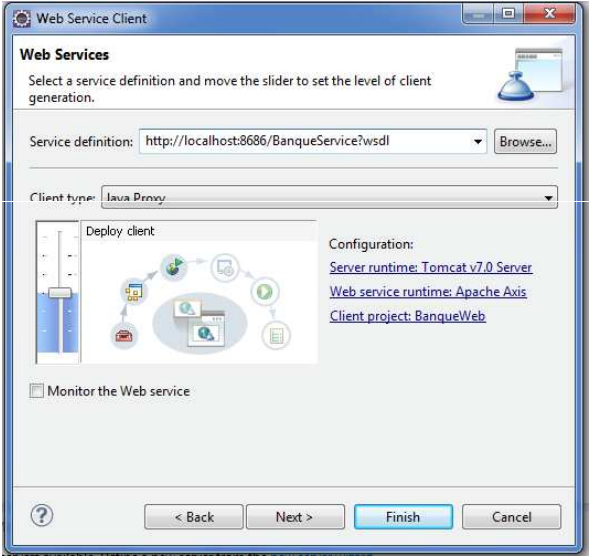 Web Service Client
Web Services
Select a service definition and move the slider to set the level of client
generation.
Service definition: http://localhost:8686/BanqueService?wsdl Browse...
Client type: Java Proxy
Deploy client
Configuration:
Server runtime: Tomcat v7.0 Server
Web service runtime: Apache Axis
Client project: BanqueWeb
Monitor the Web service
< Back Next > Finish Cancel